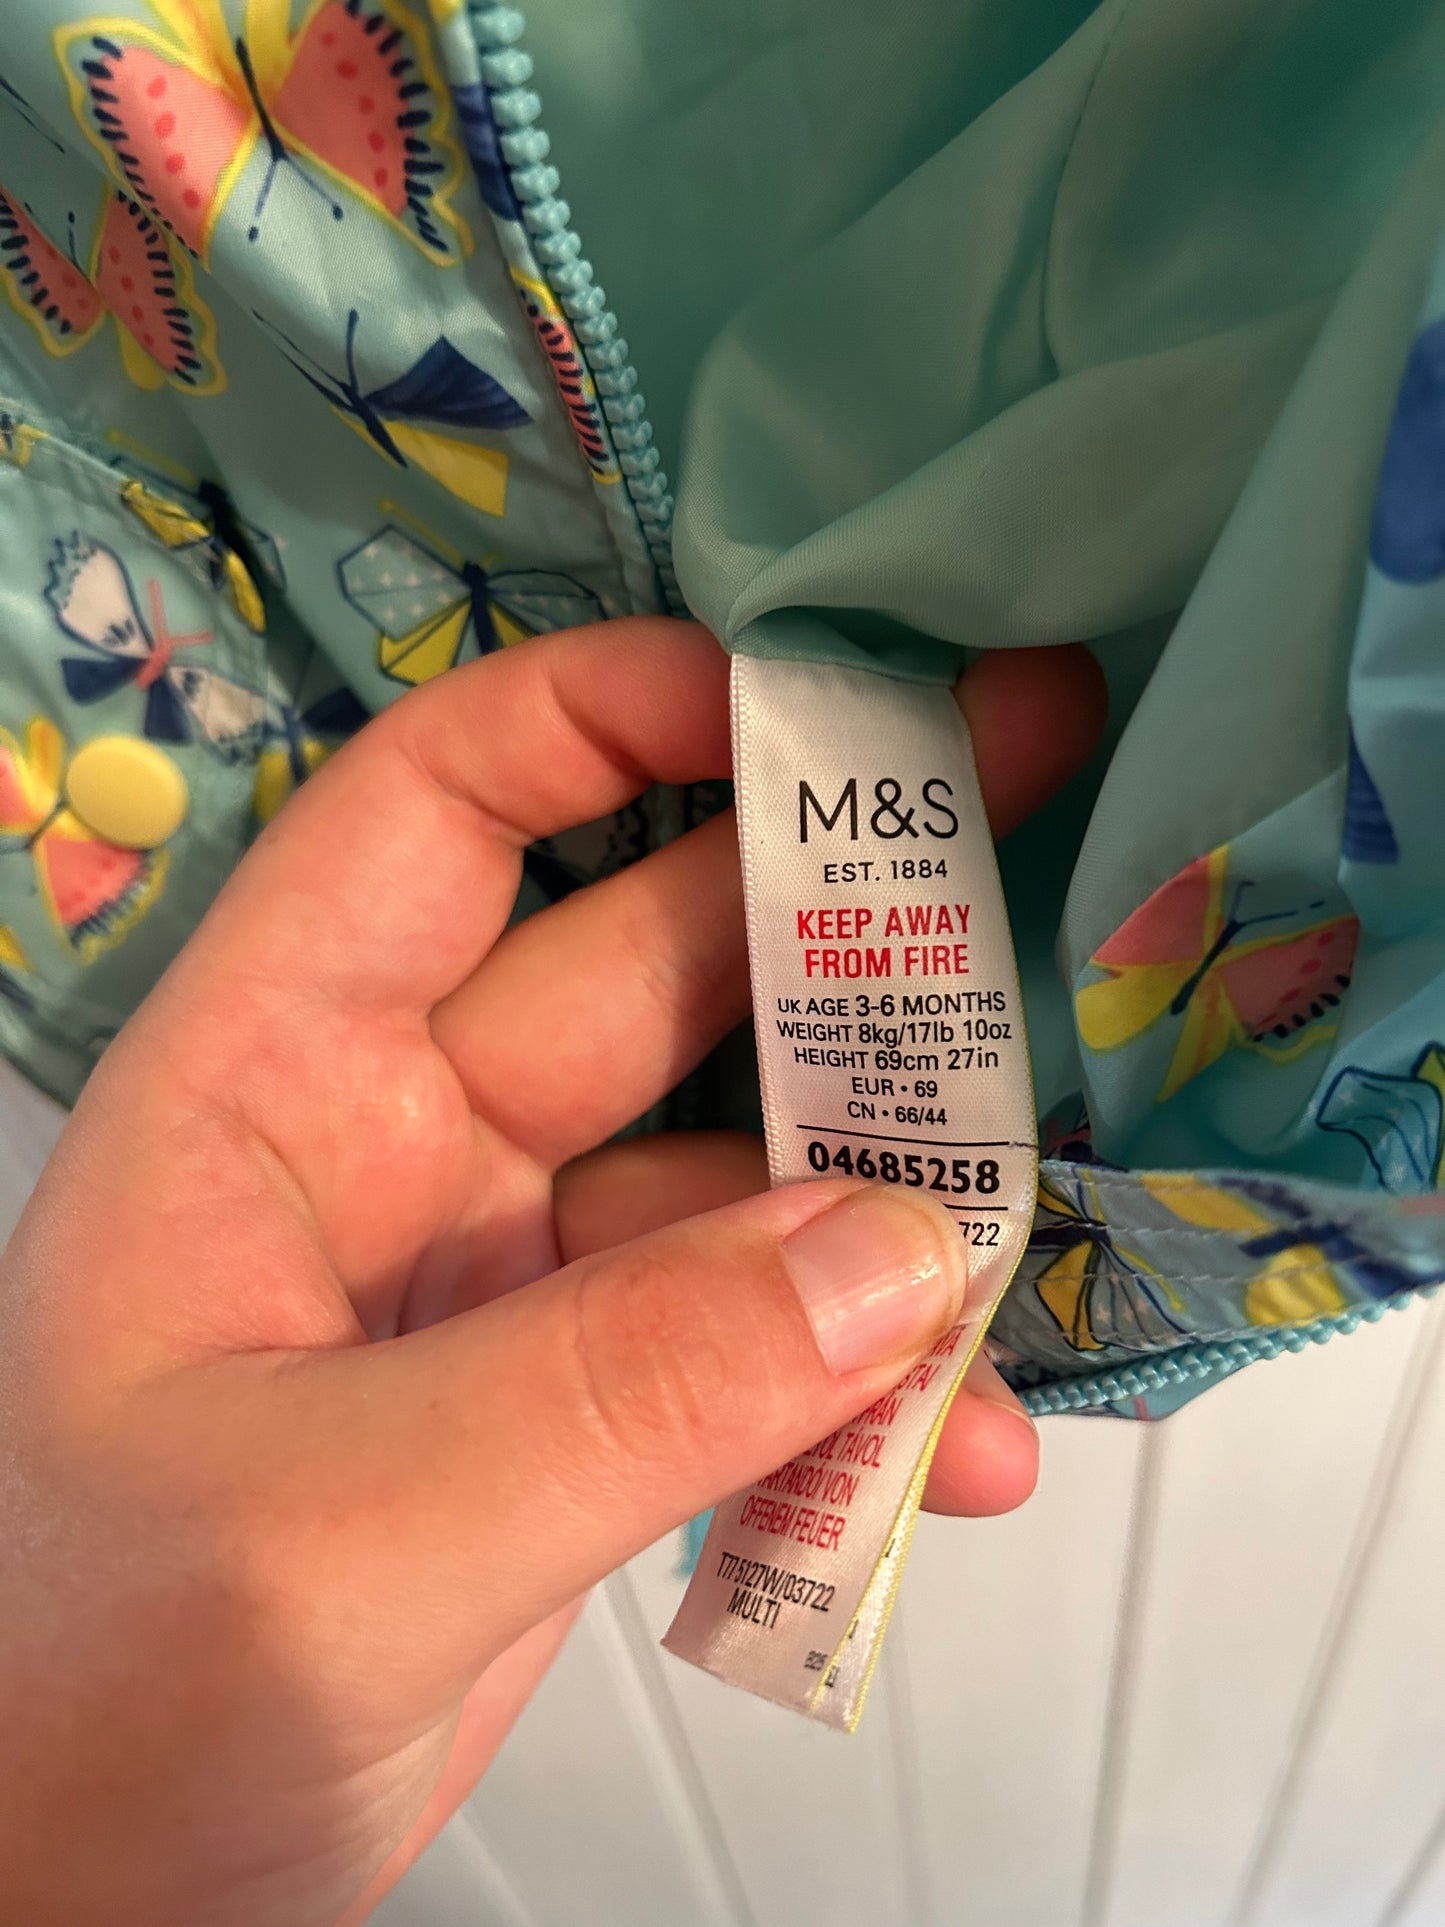 M&S
EST. 1884
KEEP AWAY
FROM FIRE
UK AGE 3-6 MONTHS
WEIGHT 8kg/17lb 10oz
HEIGHT 69cm 27in
EUR • 69
CN • 66/44
04685258
722
TÁVOL
VON
OFFENEM FEUER
T77 5127W/03722
MULTI